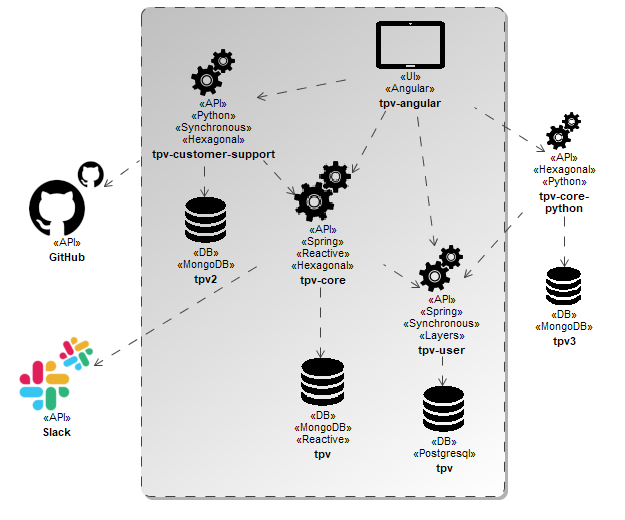 «UI»
«Angular»
tpv-angular
«API»
«Python»
«Synchronous»
«Hexagonal»
tpv-customer-support
«API»
«Hexagonal»
«Python»
tpv-core-
python
«API»
GitHub
«DB»
«MongoDB»
tpv2
«API»
«Spring»
«Reactive»
«Hexagonal»
tpv-core
«API»
«Spring»
«Synchronous»
«Layers»
tpv-user
«DB»
«MongoDB»
tpv3
«API»
Slack
«DB»
«MongoDB»
«Reactive»
tpv
«DB»
«Postgresql»
tpv